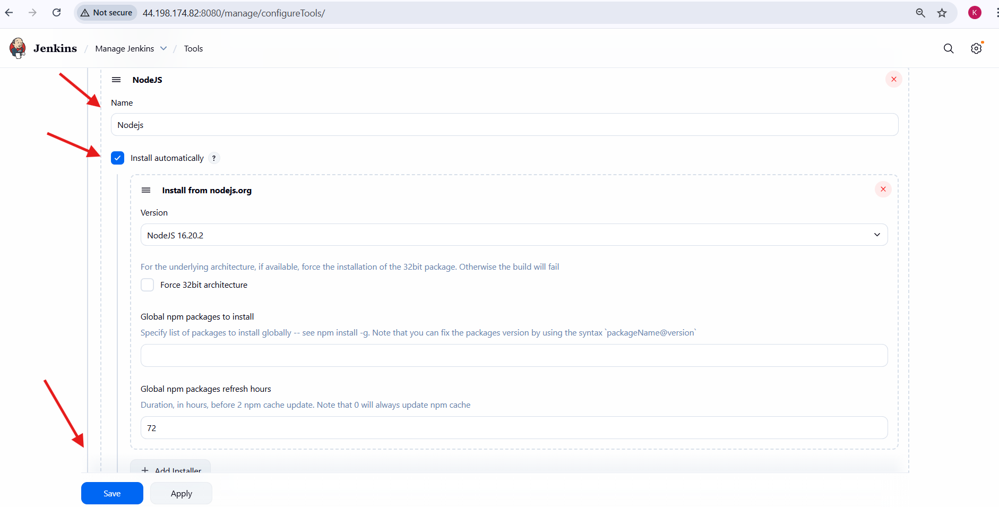 Not secure 44.198.174.82:8080/manage/configureTools/
K
Jenkins / Manage Jenkins / Tools
NodeJS
Name
Nodejs
Install automatically ?
Install from nodejs.org
Version
NodeJS 16.20.2
For the underlying architecture, if available, force the installation of the 32bit package. Otherwise the build will fail
Force 32bit architecture
Global npm packages to install
Specify list of packages to install globally -- see npm install -g. Note that you can fix the packages version by using the syntax `packageName@version`
Global npm packages refresh hours
Duration, in hours, before 2 npm cache update. Note that 0 will always update npm cache
72
+ Add Installer
Save Apply